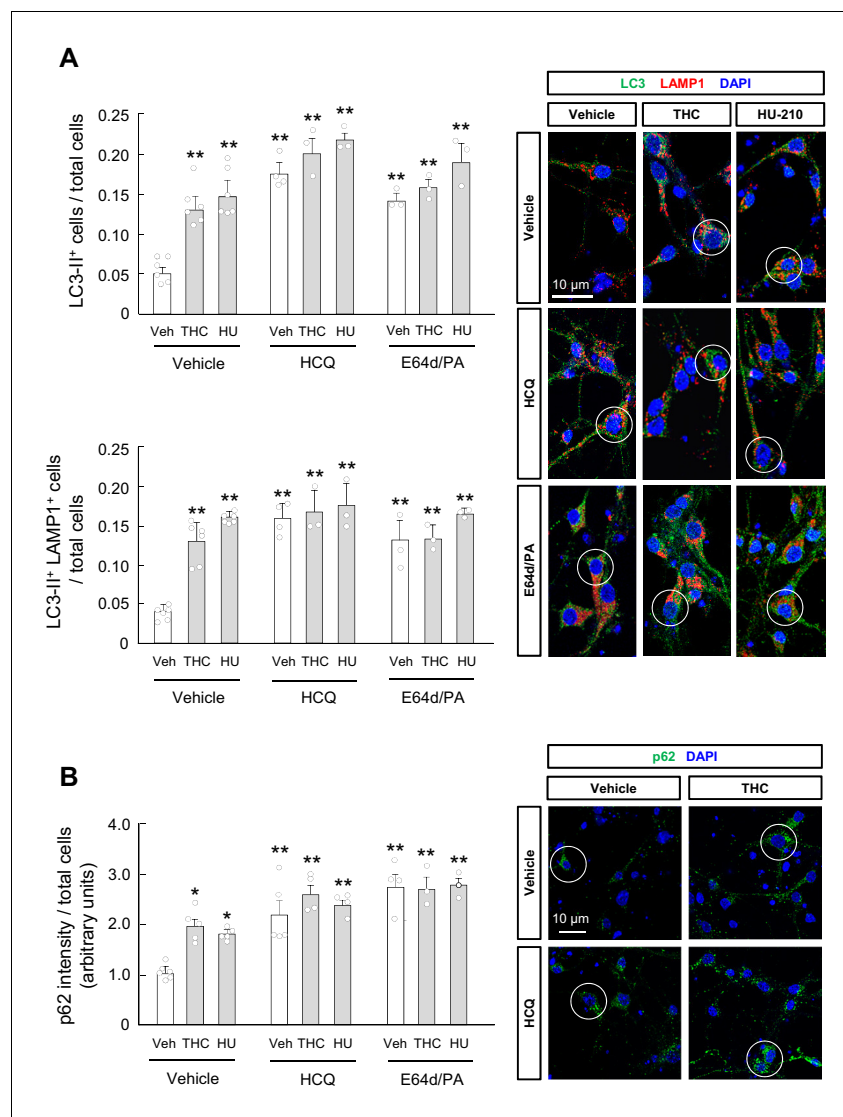 A
LC3-II⁺ cells / total cells
0.25
0.20
0.15
0.10
0.05
0
** ** ** ** ** ** ** **
Veh THC HU Veh THC HU Veh THC HU
Vehicle HCQ E64d/PA
LC3 LAMP1 DAPI
Vehicle THC HU-210
Vehicle
10 µm
HCQ
E64d/PA
LC3-II⁺ LAMP1⁺ cells
/ total cells
0.25
0.20
0.15
0.10
0.05
0
** ** ** ** ** ** ** **
Veh THC HU Veh THC HU Veh THC HU
Vehicle HCQ E64d/PA
B
p62 intensity / total cells
(arbitrary units)
4.0
3.0
2.0
1.0
0
* * ** ** ** ** ** **
Veh THC HU Veh THC HU Veh THC HU
Vehicle HCQ E64d/PA
p62 DAPI
Vehicle THC
Vehicle
10 µm
HCQ